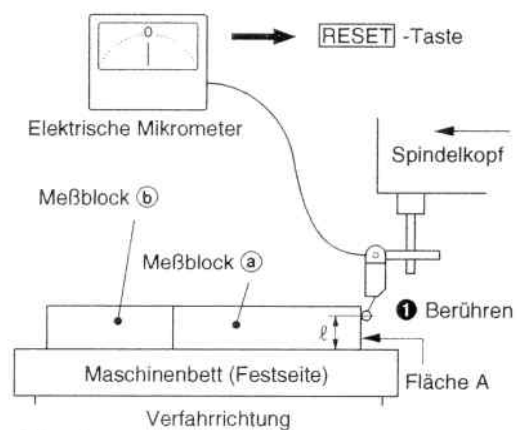 0
RESET -Taste
Elektrische Mikrometer
Spindelkopf
Meßblock ⓑ
Meßblock ⓐ
❶ Berühren
ℓ
Maschinenbett (Festseite)
Fläche A
Verfahrrichtung